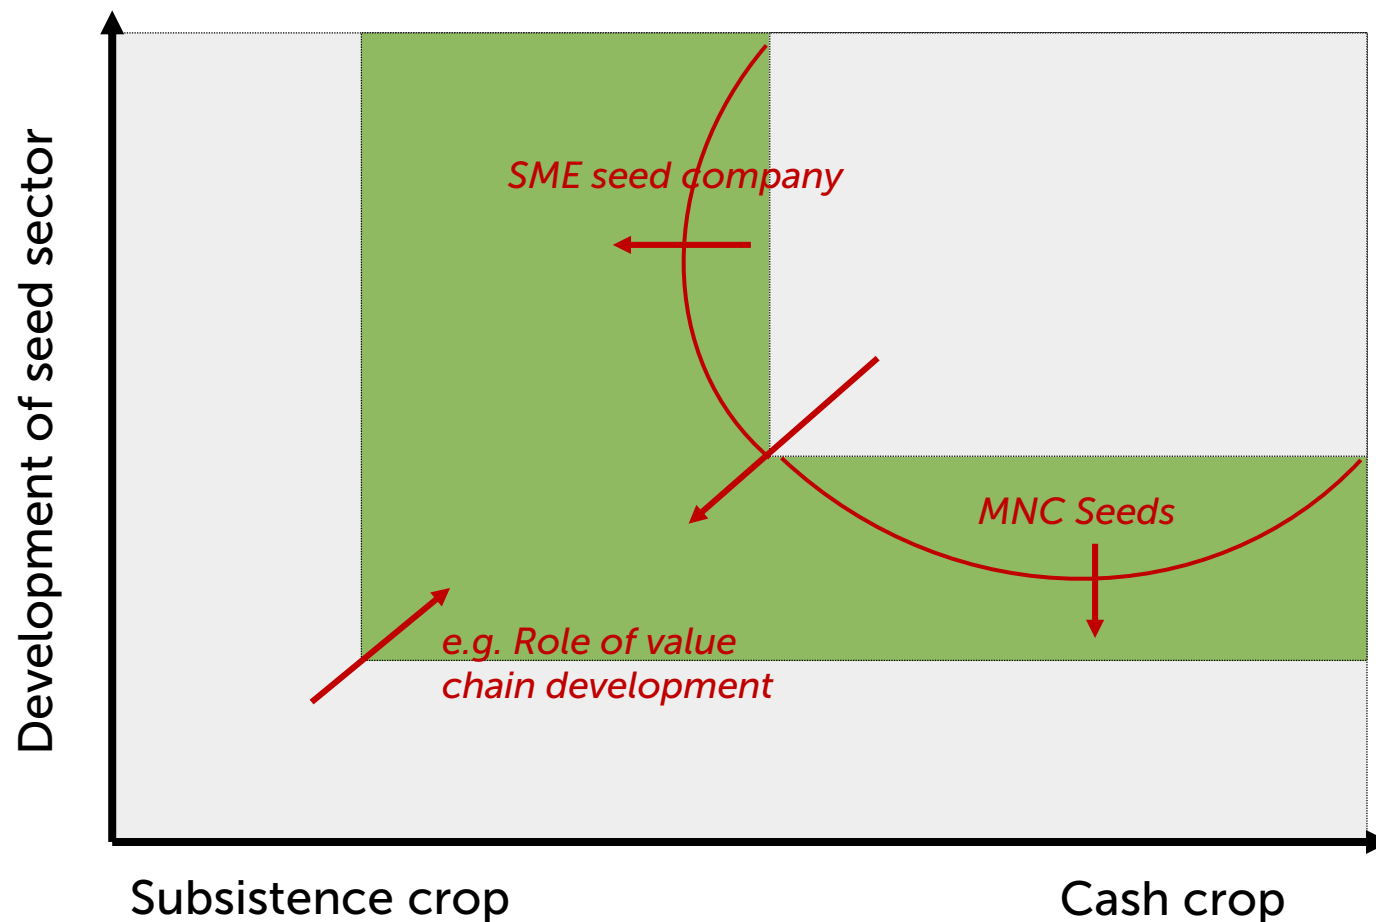 Development of seed sector
SME seed company
MNC Seeds
e.g. Role of value
chain development
Subsistence crop
Cash crop